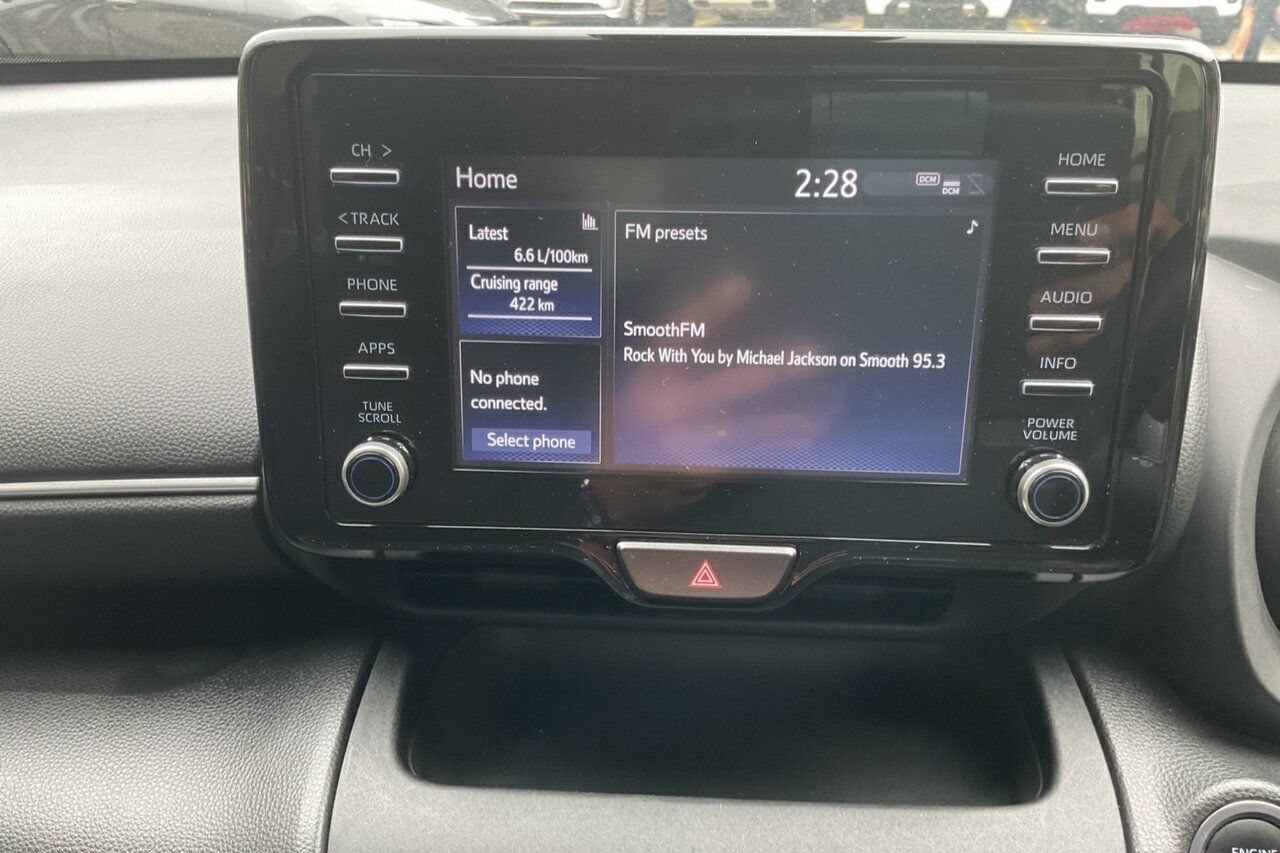 CH >
< TRACK
PHONE
APPS
TUNE
SCROLL
Home
2:28
DCM
DCM
Latest
6.6 L/100km
Cruising range
422 km
No phone
connected.
Select phone
FM presets
SmoothFM
Rock With You by Michael Jackson on Smooth 95.3
HOME
MENU
AUDIO
INFO
POWER
VOLUME
ENGINE